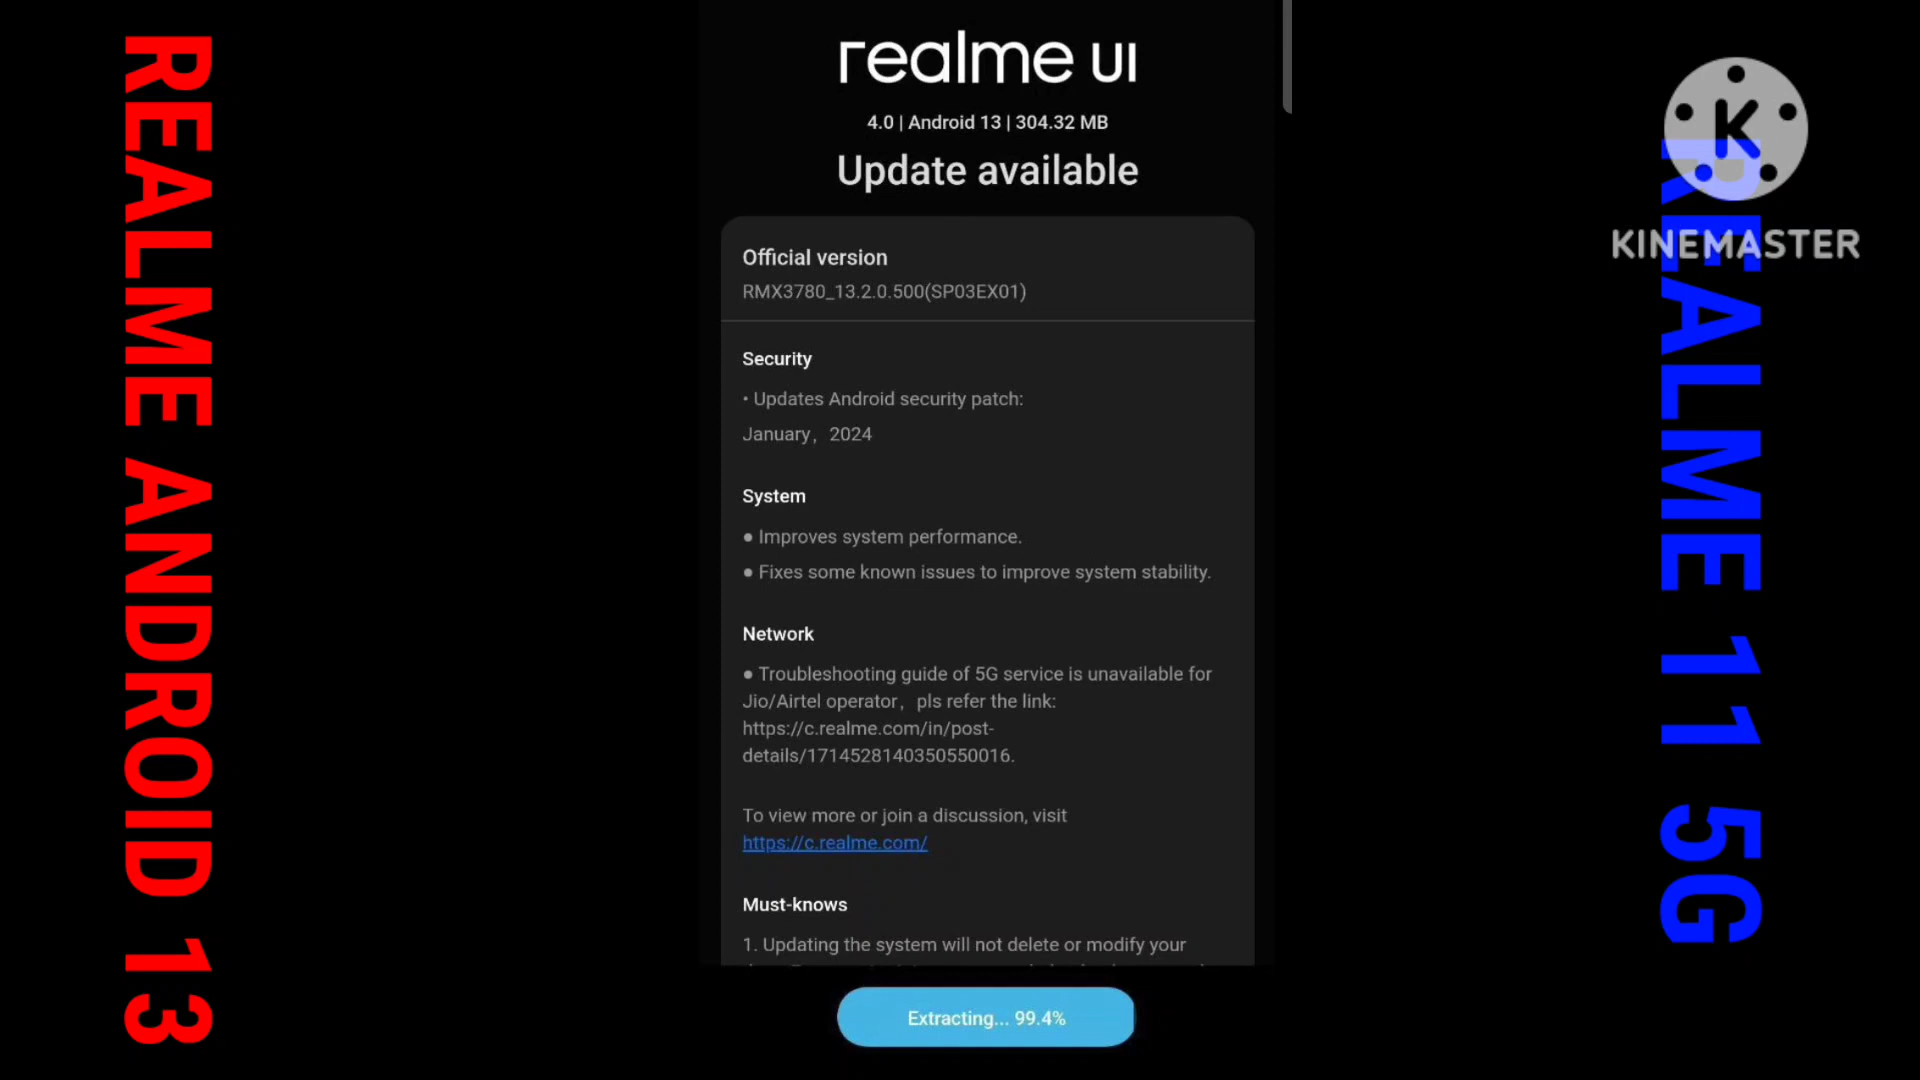 REALME ANDROID 13
realme UI
4.0 | Android 13 | 304.32 MB
Update available
Official version
RMX3780_13.2.0.500(SP03EX01)
Security
• Updates Android security patch:
January，2024
System
● Improves system performance.
● Fixes some known issues to improve system stability.
Network
● Troubleshooting guide of 5G service is unavailable for
Jio/Airtel operator，pls refer the link:
https://c.realme.com/in/post-
details/1714528140350550016.
To view more or join a discussion, visit
https://c.realme.com/
Must-knows
1. Updating the system will not delete or modify your
Extracting... 99.4%
K
KINEMASTER
REALME 11 5G